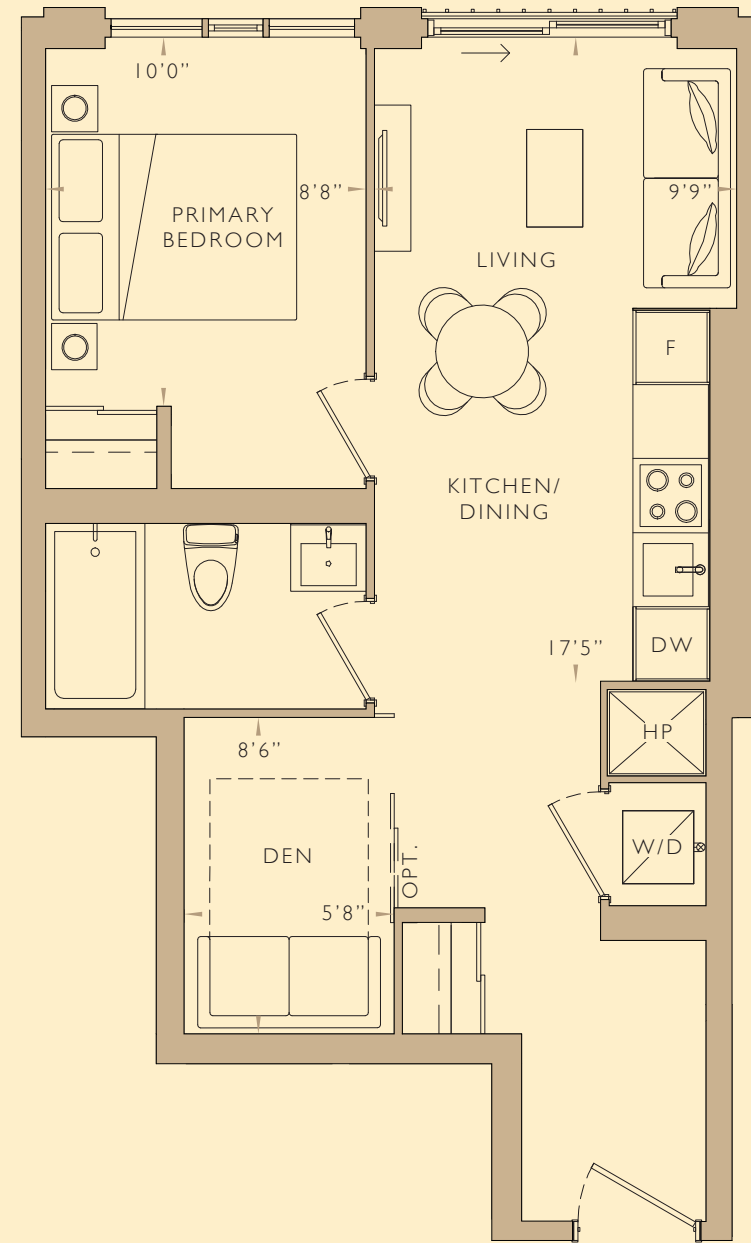 10'0"
8'8"
9'9"
PRIMARY
BEDROOM
LIVING
F
KITCHEN/
DINING
17'5"
DW
HP
8'6"
W/D
DEN
OPT.
5'8"